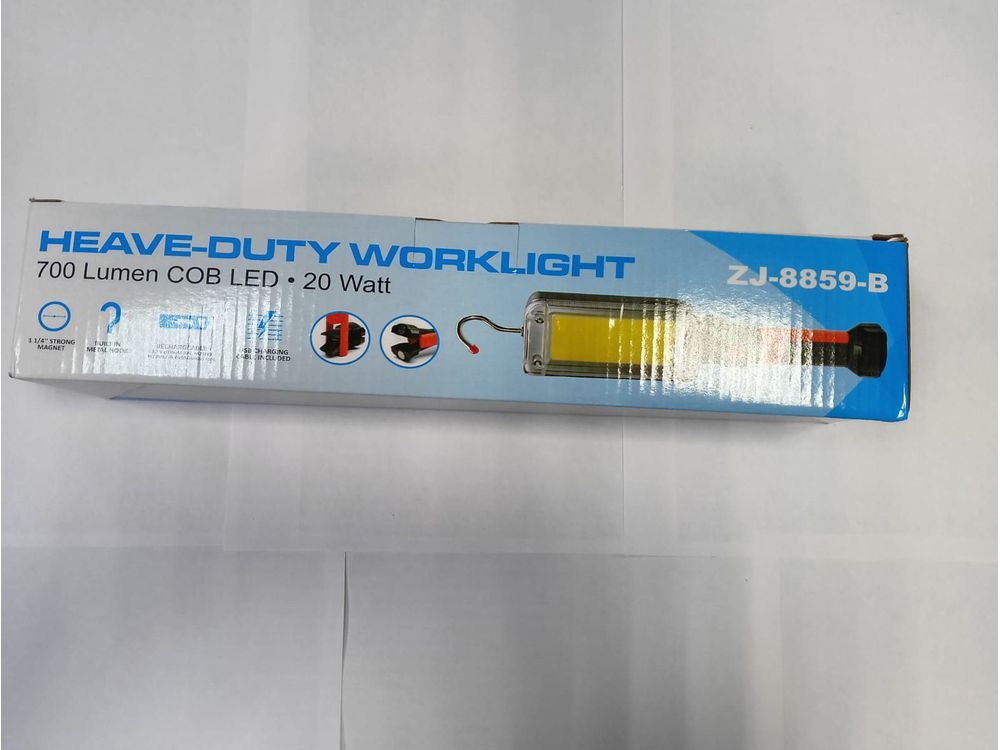 HEAVE-DUTY WORKLIGHT
700 Lumen COB LED • 20 Watt
ZJ-8859-B
1 1/4" STRONG
MAGNET
BUILT IN
METAL HOOK
RECHARGEABLE
USB CHARGING
CABLE INCLUDED